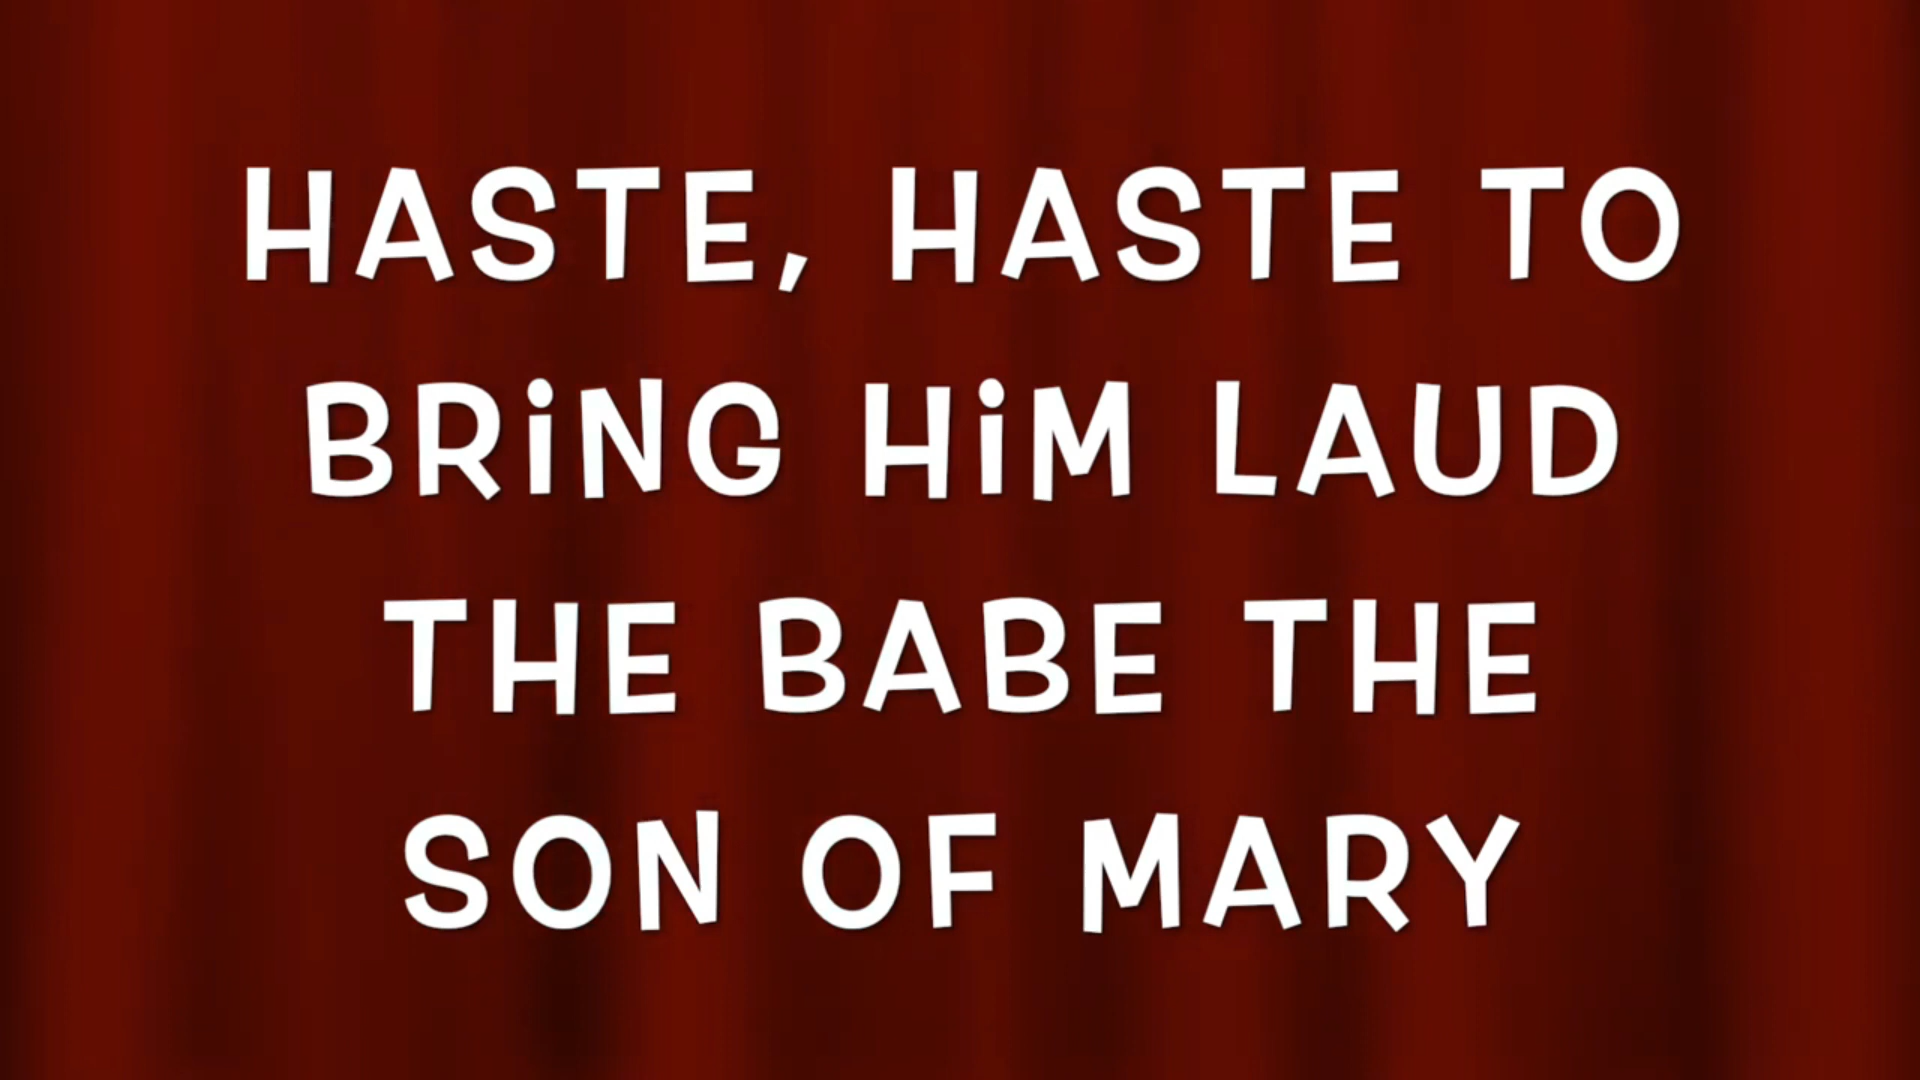 HASTE, HASTE TO
BRiNG HiM LAUD
THE BABE THE
SON OF MARY